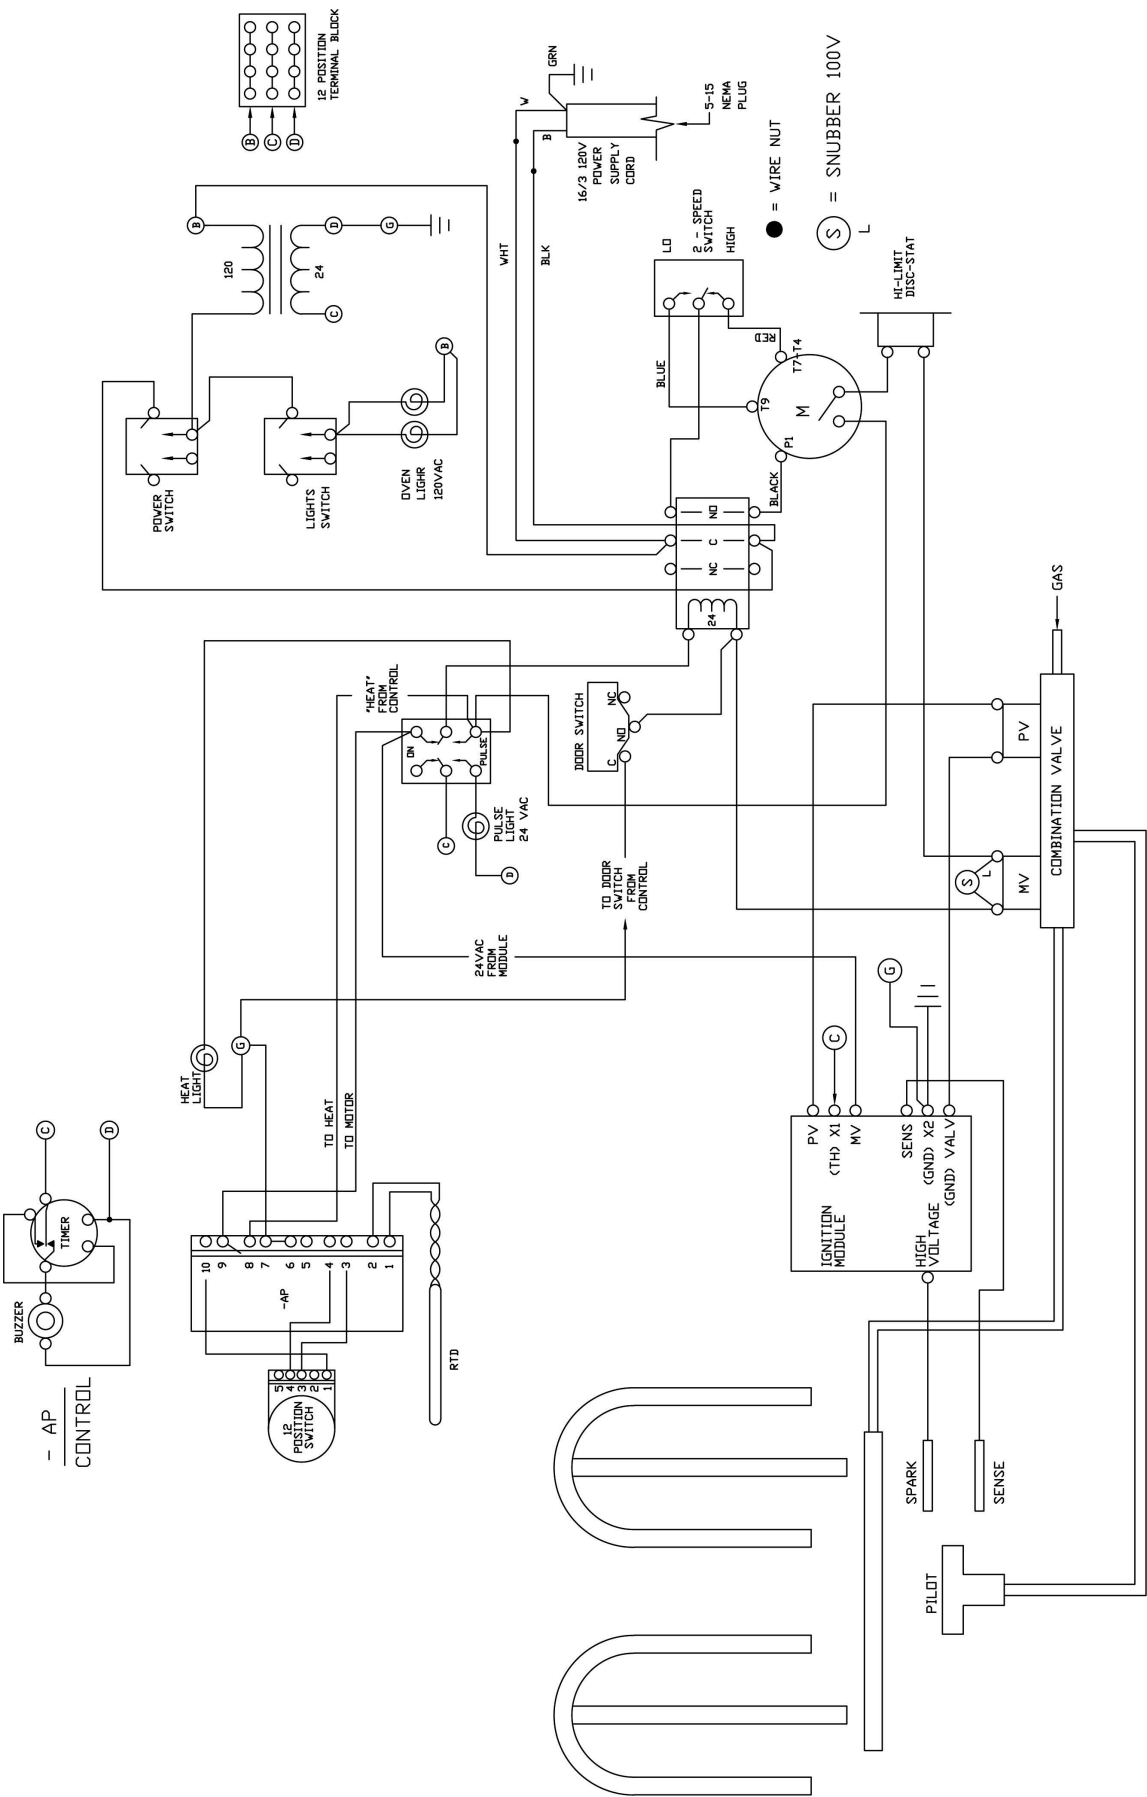 - AP
CONTROL
BUZZER
TIMER
C
D
12
POSITION
SWITCH
5
4
3
2
1
-AP
10
9
8
7
6
5
4
3
2
1
RTD
TO HEAT
TO MOTOR
HEAT
LIGHT
G
24VAC
FROM
MODULE
TO DOOR
SWITCH
FROM
CONTROL
"HEAT"
FROM
CONTROL
ON
PULSE
C
D
PULSE
LIGHT
24 VAC
DOOR SWITCH
C
NO
NC
POWER
SWITCH
LIGHTS
SWITCH
OVEN
LIGHR
120VAC
B
B
120
24
C
D
G
B
C
D
12 POSITION
TERMINAL BLOCK
WHT
BLK
W
B
GRN
16/3 120V
POWER
SUPPLY
CORD
5-15
NEMA
PLUG
24
NC
C
NO
BLUE
BLACK
RED
LO
2 - SPEED
SWITCH
HIGH
P1
T9
T7-T4
M
= WIRE NUT
S = SNUBBER 100V
L
HI-LIMIT
DISC-STAT
GAS
COMBINATION VALVE
PV
MV
S
L
G
C
PV
(TH) X1
MV
SENS
(GND) X2
(GND) VALV
IGNITION
MODULE
HIGH
VOLTAGE
SPARK
SENSE
PILOT